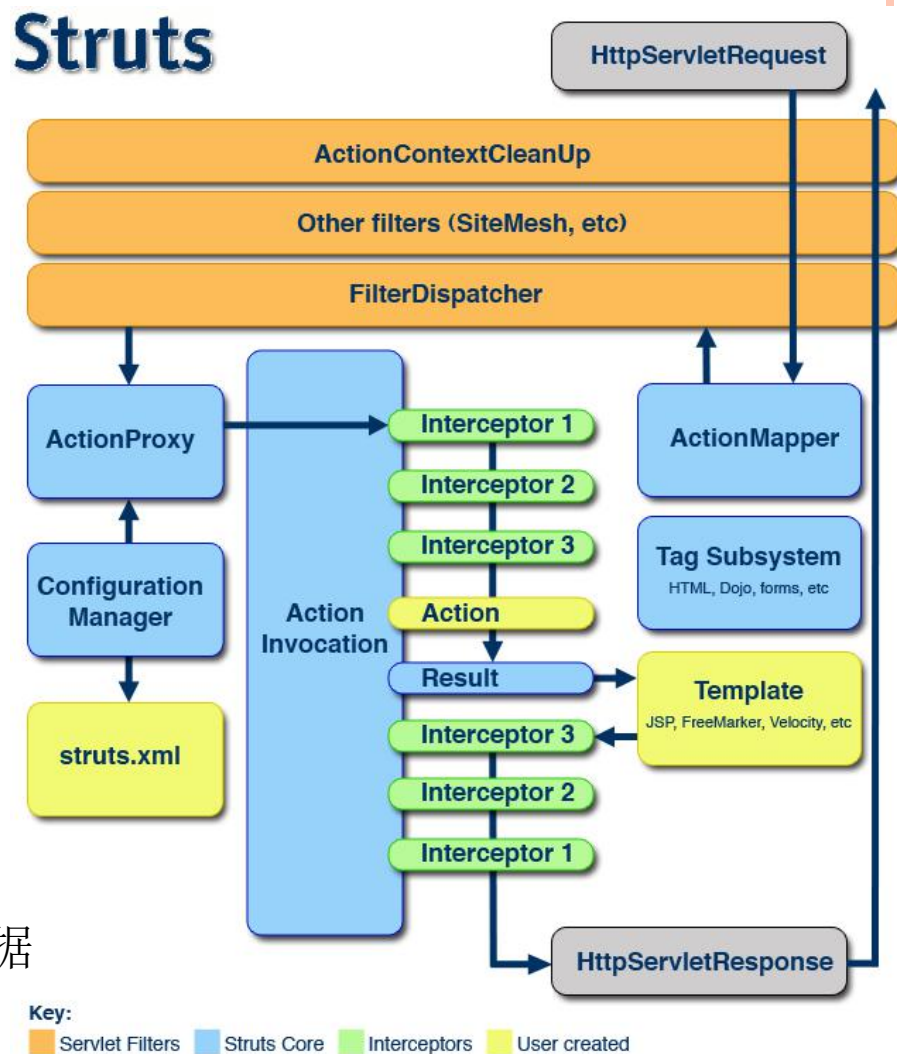 Struts
HttpServletRequest
ActionContextCleanUp
Other filters (SiteMesh, etc)
FilterDispatcher
ActionProxy
Interceptor 1
ActionMapper
Interceptor 2
Interceptor 3
Tag Subsystem
HTML, Dojo, forms, etc
Configuration
Manager
Action
Invocation
Action
Result
Template
JSP, FreeMarker, Velocity, etc
struts.xml
Interceptor 3
Interceptor 2
Interceptor 1
据
HttpServletResponse
Key:
Servlet Filters Struts Core Interceptors User created